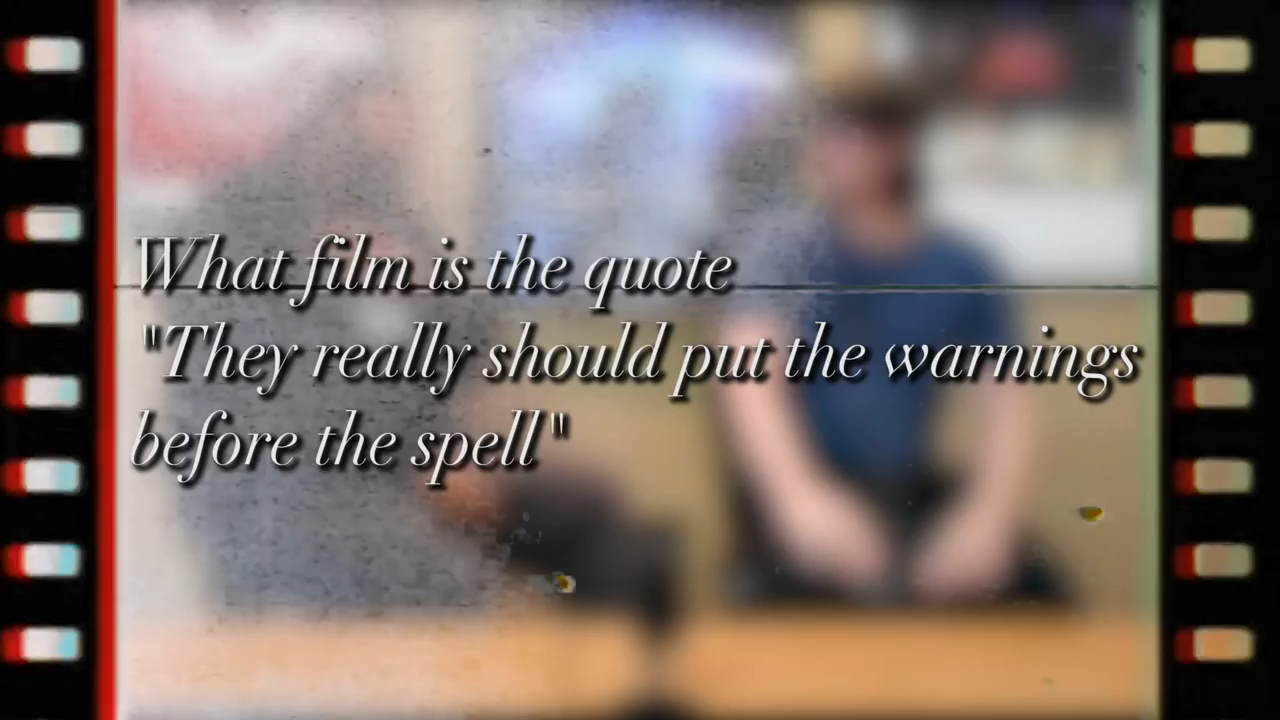 What film is the quote
"They really should put the warnings
before the spell"